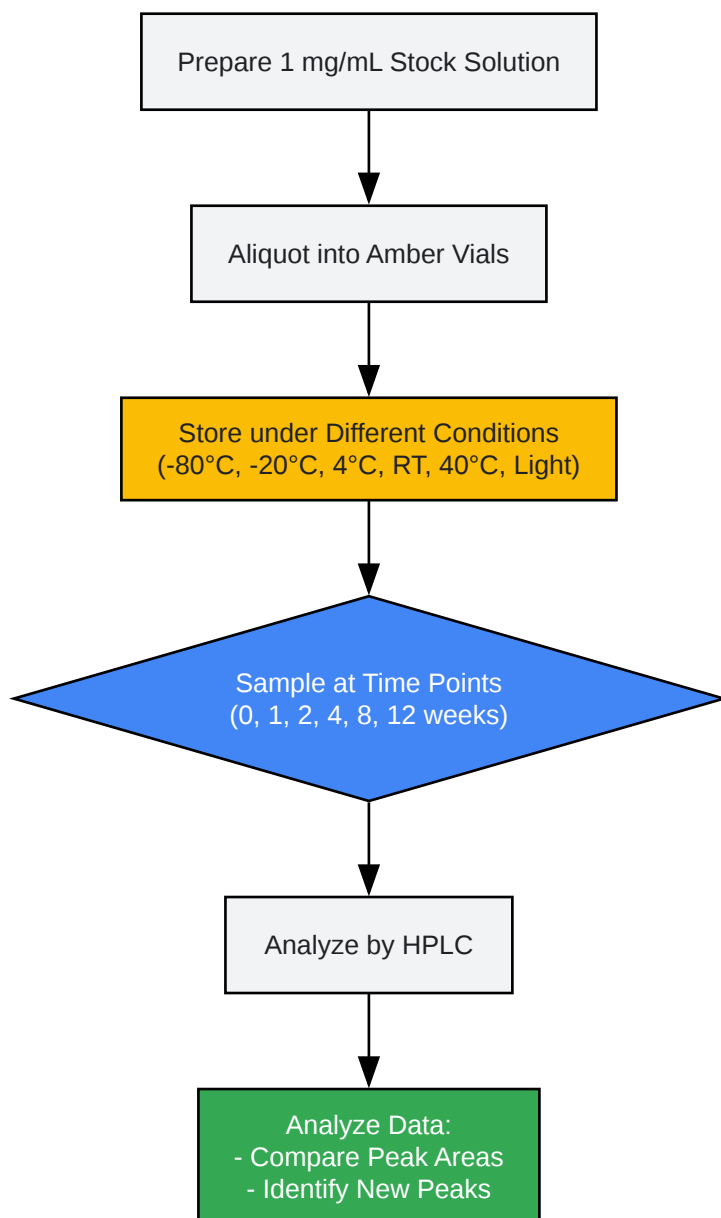 Prepare 1 mg/mL Stock Solution
Aliquot into Amber Vials
Store under Different Conditions
(-80°C, -20°C, 4°C, RT, 40°C, Light)
Sample at Time Points
(0, 1, 2, 4, 8, 12 weeks)
Analyze by HPLC
Analyze Data:
- Compare Peak Areas
- Identify New Peaks